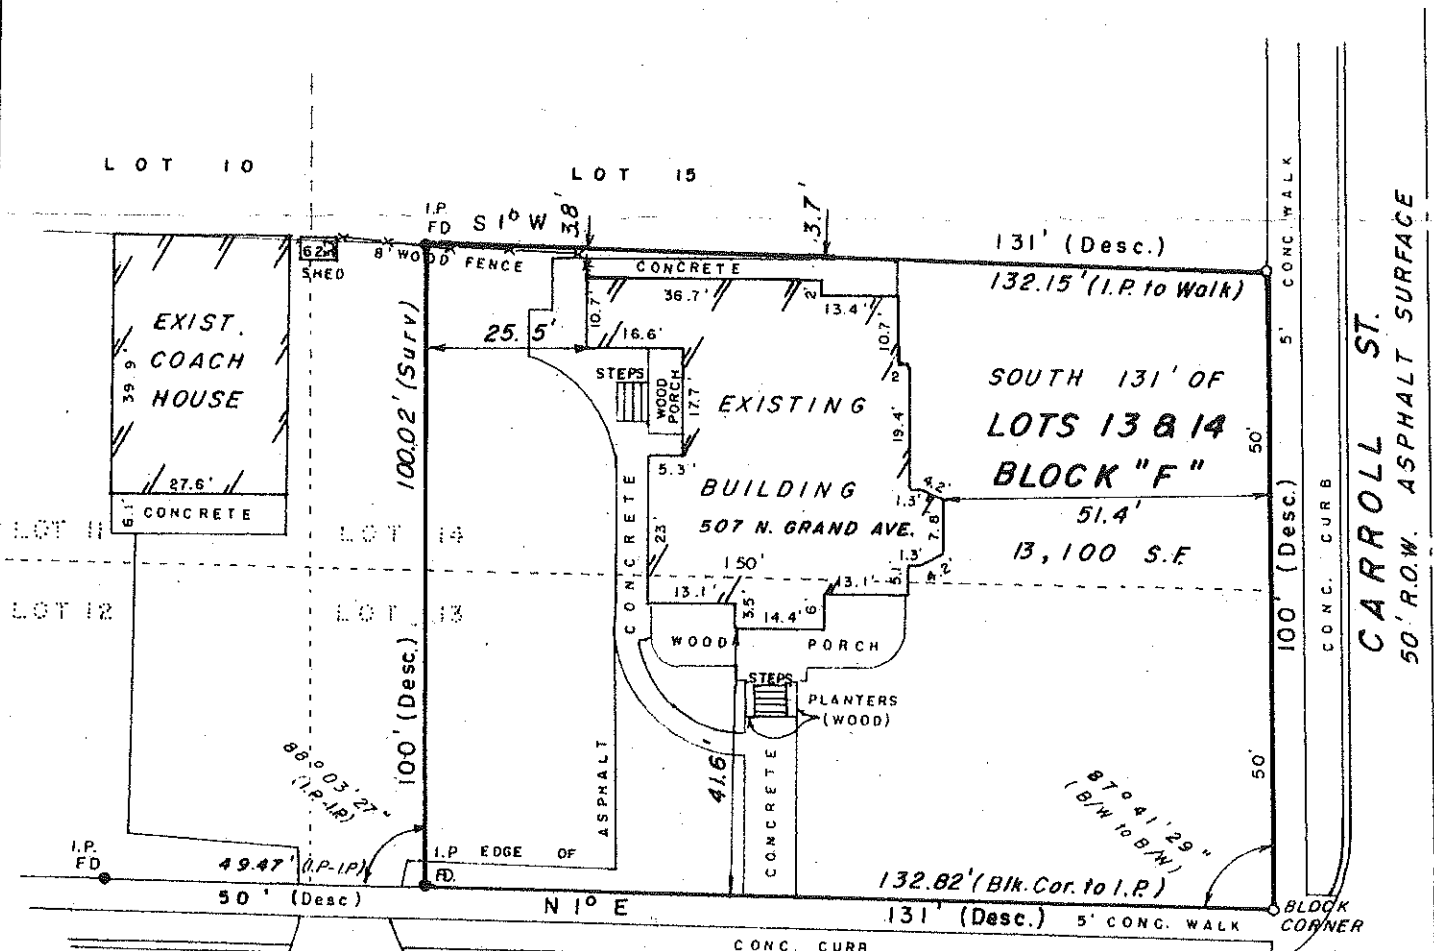 LOT 10
LOT 15
I.P.
FD
S 1° W
3.8'
3.7'
131' (Desc.)
132.15' (I.P. to Walk)
8' WOOD FENCE
SHED
CONCRETE
36.7'
2'
13.4'
10.7'
10.7'
16.6'
25.5'
100.02' (Surv)
EXIST.
COACH
HOUSE
39.9'
27.6'
6.1'
CONCRETE
STEPS
WOOD
PORCH
17.7'
EXISTING
2'
19.4'
SOUTH 131' OF
LOTS 13 & 14
BLOCK "F"
51.4'
13,100 S.F.
5.3'
BUILDING
507 N. GRAND AVE.
4.2'
1.3'
7.8'
1.3'
4.2'
5.1'
23'
150'
13.1'
13.1'
3.5'
14.4'
6'
LOT 11
LOT 14
LOT 12
LOT 13
CONCRETE
WOOD PORCH
STEPS
PLANTERS
(WOOD)
41.6'
CONCRETE
ASPHALT
100' (Desc.)
88°03'27"
(I.P.-I.P.)
87°41'29"
(B/W to B/W)
50'
100' (Desc.)
50'
CONC. WALK
5'
CONC. CURB
CARROLL ST.
50' R.O.W. ASPHALT SURFACE
I.P.
FD
49.47' (I.P-I.P)
50' (Desc)
I.P EDGE OF
FD.
N 1° E
132.82' (Blk. Cor. to I.P.)
131' (Desc.)
5' CONC. WALK
BLOCK
CORNER
CONC. CURB